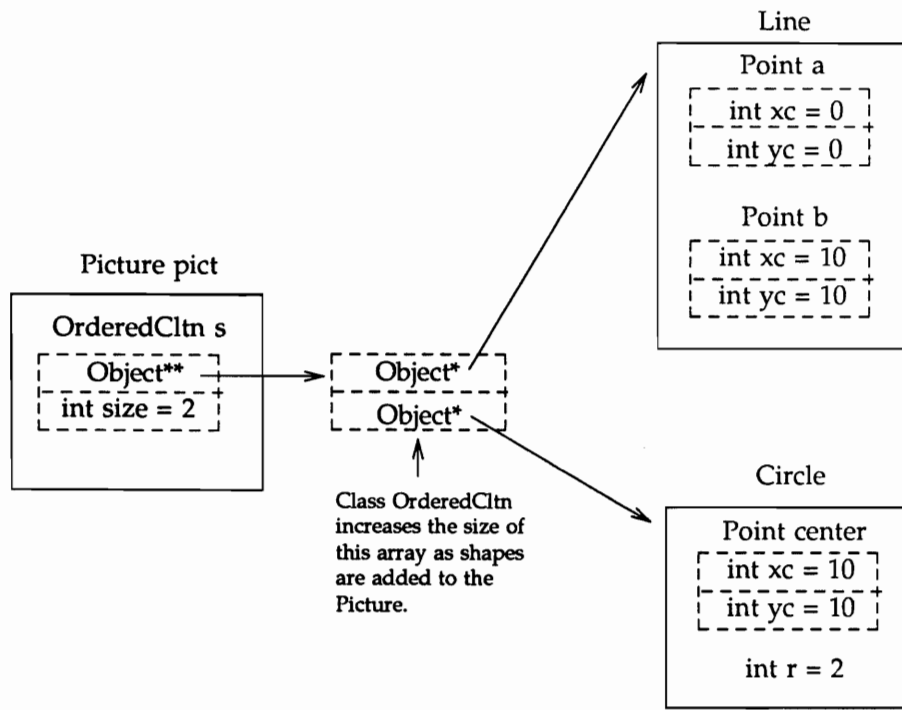 Picture pict
OrderedCltn s
Object**
int size = 2
Object*
Object*
Class OrderedCltn
increases the size of
this array as shapes
are added to the
Picture.
Line
Point a
int xc = 0
int yc = 0
Point b
int xc = 10
int yc = 10
Circle
Point center
int xc = 10
int yc = 10
int r = 2